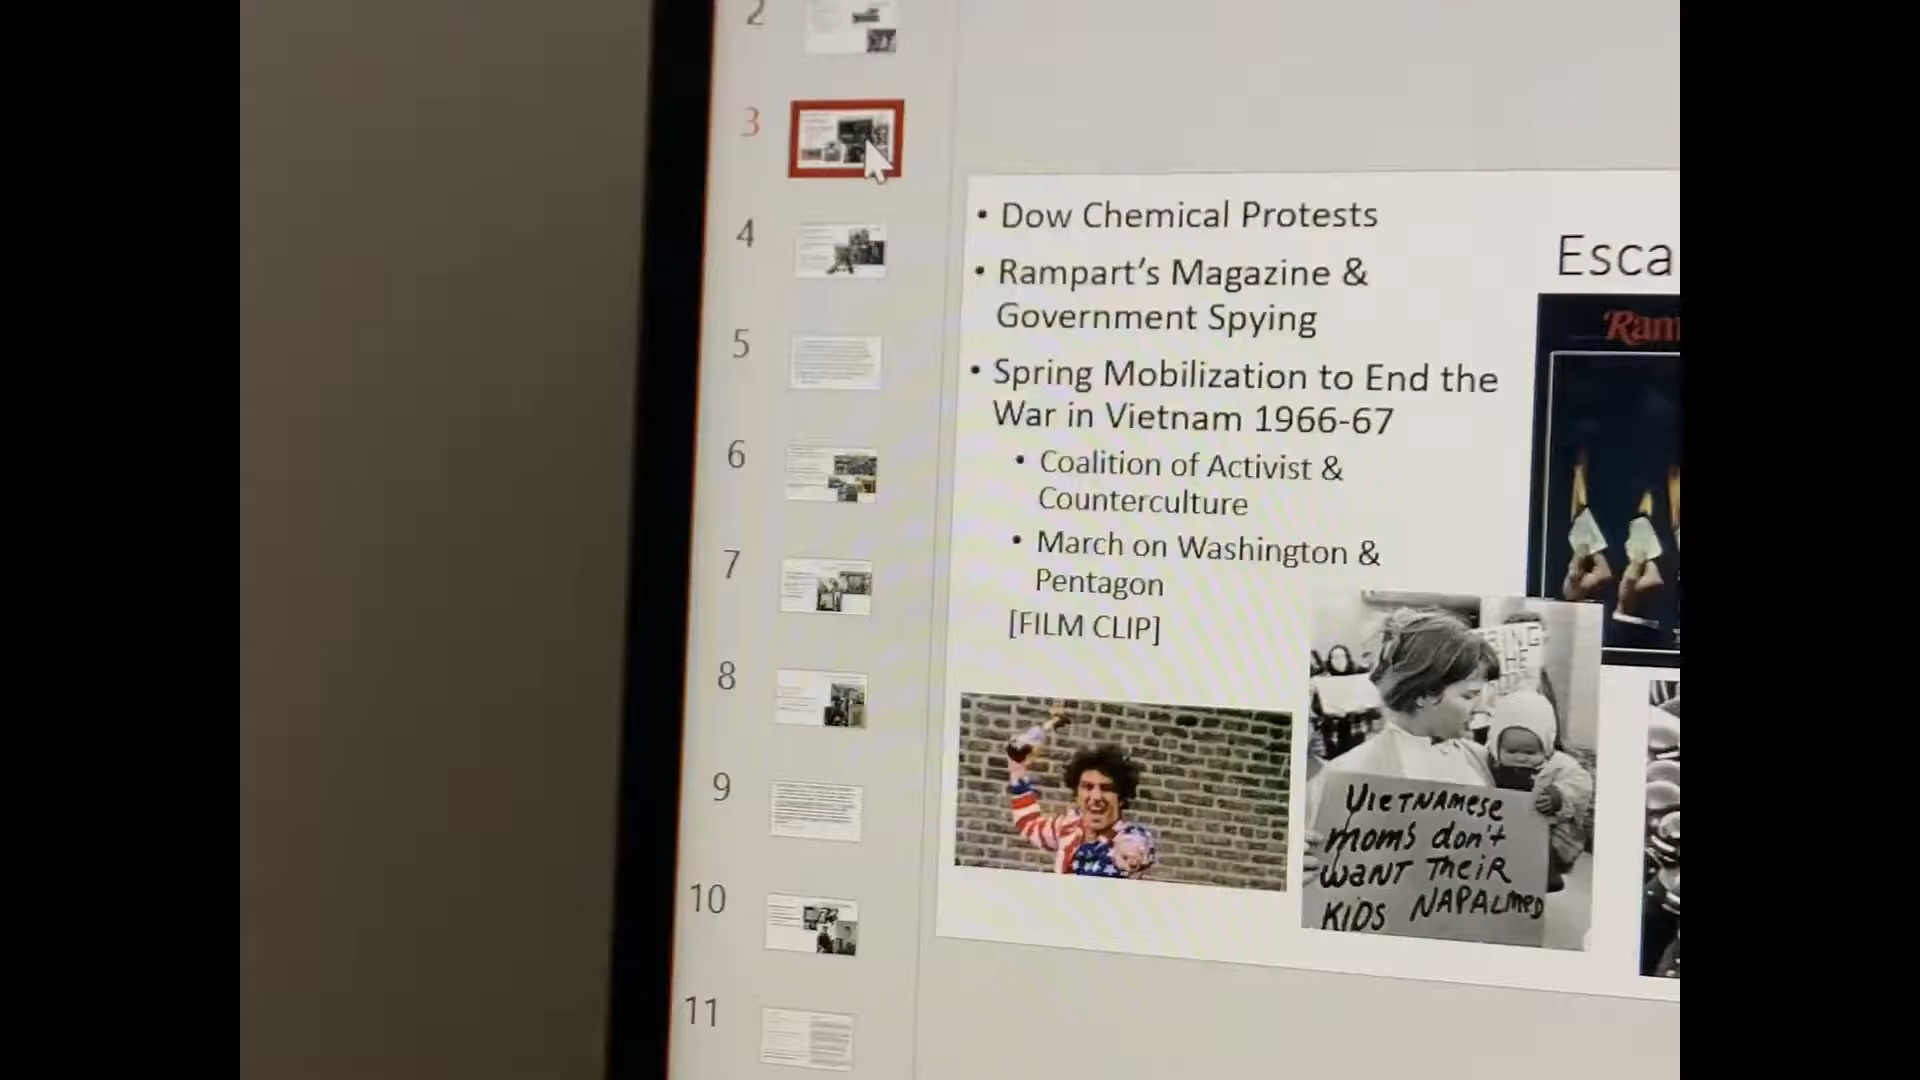 2
3
4
5
6
7
8
9
10
11
• Dow Chemical Protests
• Rampart's Magazine &
Government Spying
• Spring Mobilization to End the
War in Vietnam 1966-67
• Coalition of Activist &
Counterculture
• March on Washington &
Pentagon
[FILM CLIP]
Esca
Ram
VIETNAMESE
moms don't
WANT THEIR
KIDS NAPALMED